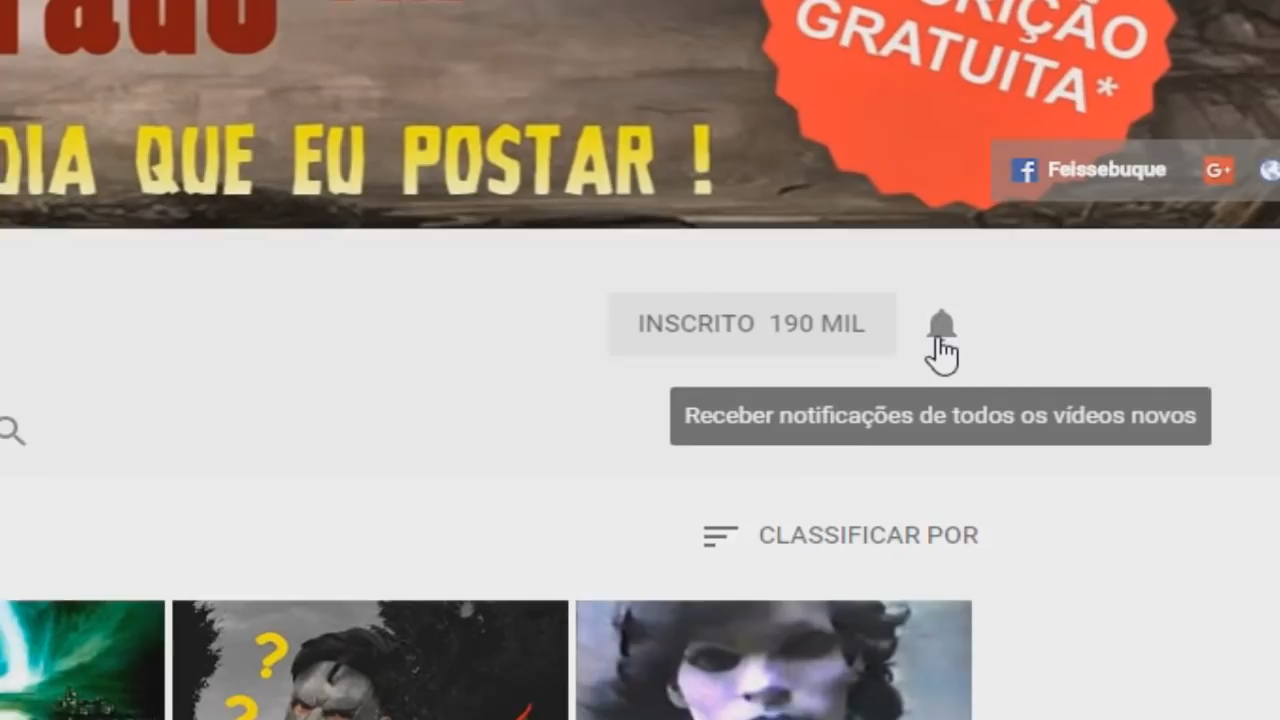 GRATUITA*
DIA QUE EU POSTAR !
Feissebuque
G+
INSCRITO 190 MIL
Receber notificações de todos os vídeos novos
CLASSIFICAR POR
?
?